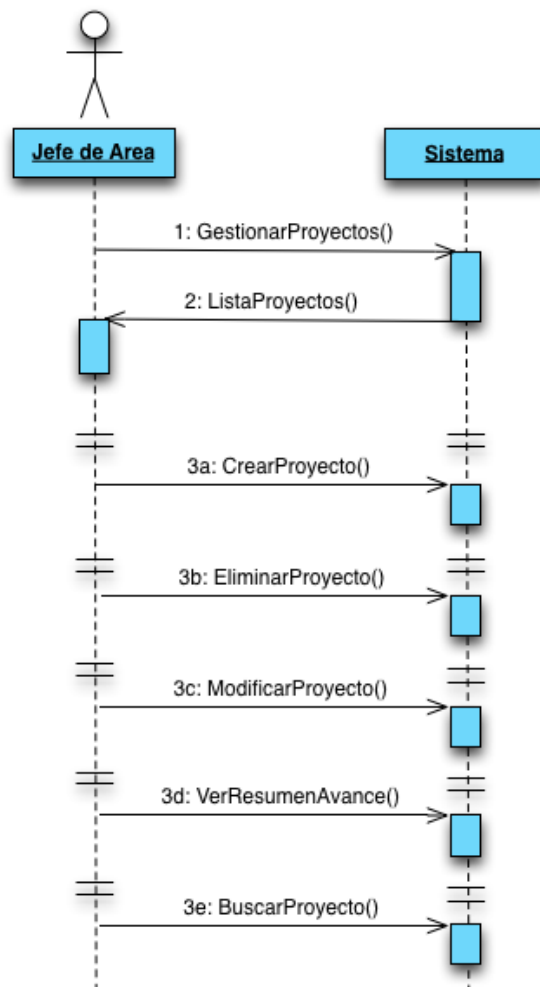 Jefe de Area
Sistema
1: GestionarProyectos()
2: ListaProyectos()
3a: CrearProyecto()
3b: EliminarProyecto()
3c: ModificarProyecto()
3d: VerResumenAvance()
3e: BuscarProyecto()